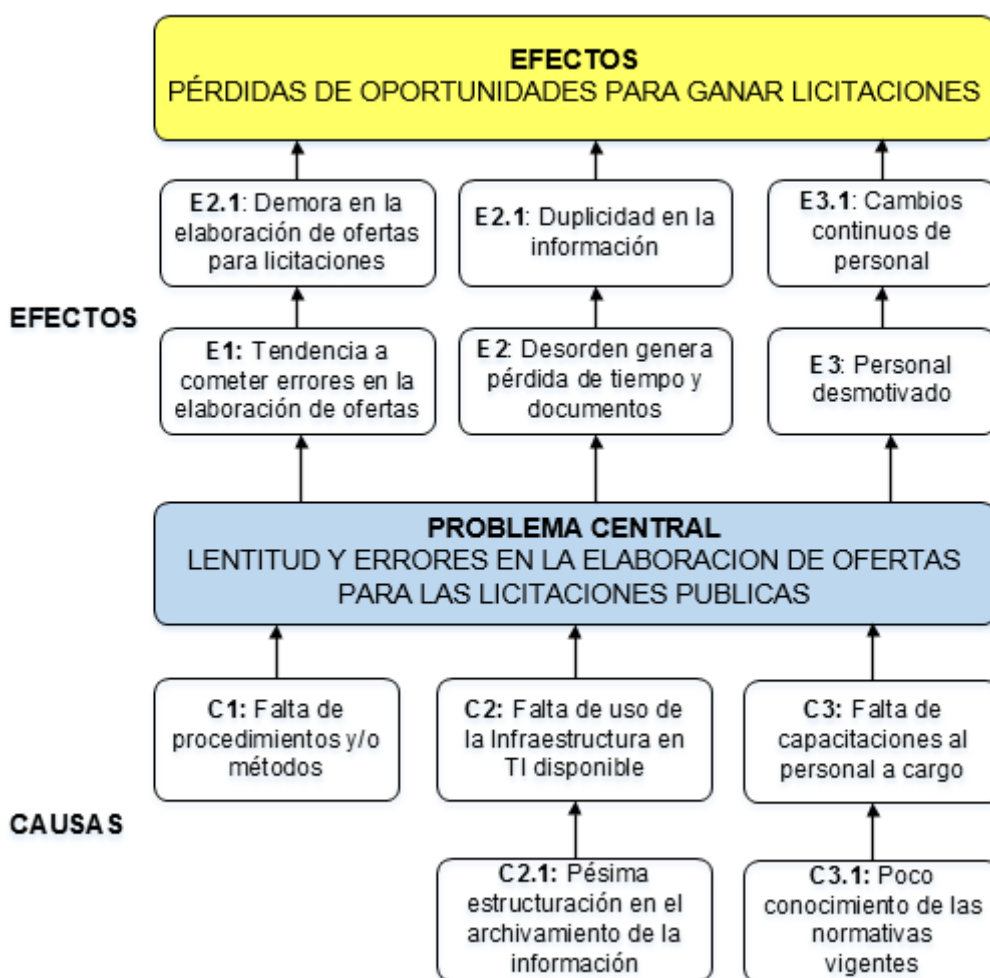 EFECTOS
PÉRDIDAS DE OPORTUNIDADES PARA GANAR LICITACIONES
E2.1: Demora en la
elaboración de ofertas
para licitaciones
E2.1: Duplicidad en la
información
E3.1: Cambios
continuos de
personal
EFECTOS
E1: Tendencia a
cometer errores en la
elaboración de ofertas
E2: Desorden genera
pérdida de tiempo y
documentos
E3: Personal
desmotivado
PROBLEMA CENTRAL
LENTITUD Y ERRORES EN LA ELABORACION DE OFERTAS
PARA LAS LICITACIONES PUBLICAS
C1: Falta de
procedimientos y/o
métodos
C2: Falta de uso de
la Infraestructura en
TI disponible
C3: Falta de
capacitaciones al
personal a cargo
CAUSAS
C2.1: Pésima
estructuración en el
archivamiento de la
información
C3.1: Poco
conocimiento de las
normativas
vigentes